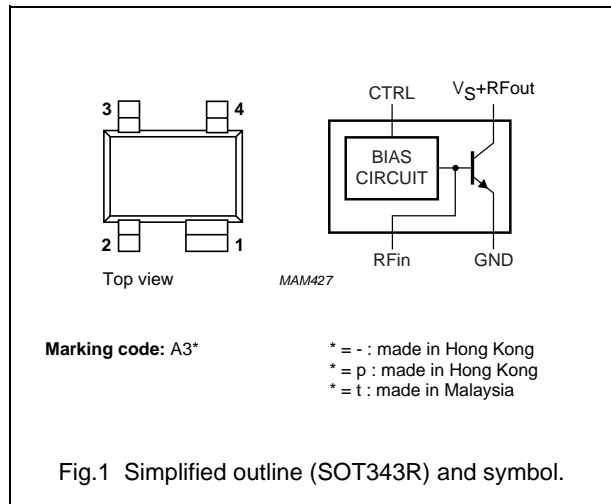 3 4
2 1
Top view
MAM427
CTRL
VS+RFout
BIAS
CIRCUIT
RFin GND
Marking code: A3*
* = - : made in Hong Kong
* = p : made in Hong Kong
* = t : made in Malaysia
Fig.1 Simplified outline (SOT343R) and symbol.